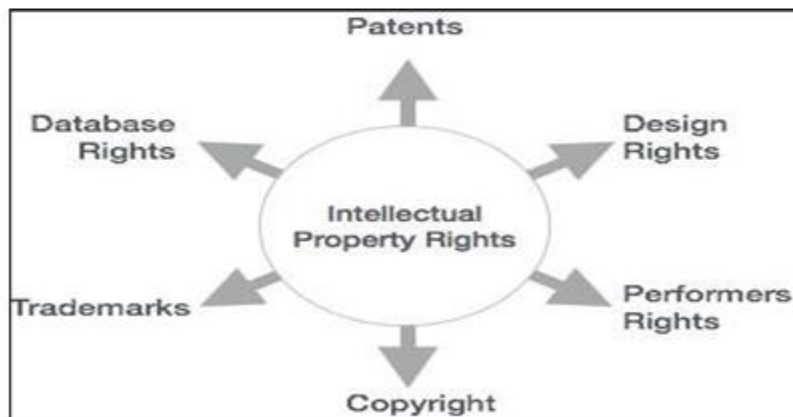 Patents
Database
Rights
Design
Rights
Intellectual
Property Rights
Trademarks
Performers
Rights
Copyright